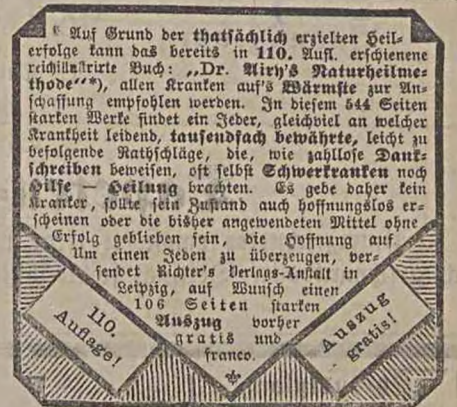 Auf Grund der thatsächlich erzielten Heil-
erfolge kann das bereits in 110. Aufl. erschienene
reichillustrirte Buch: „Dr. Airy's Naturheilme-
thode“*), allen Kranken auf's Wärmste zur An-
schaffung empfohlen werden. In diesem 544 Seiten
starken Werke findet ein Jeder, gleichviel an welcher
Krankheit leidend, tausendfach bewährte, leicht zu
befolgende Rathschläge, die, wie zahllose Dank-
schreiben beweisen, oft selbst Schwerkranken noch
Hilfe — Heilung brachten. Es gebe daher kein
Kranker, sollte sein Zustand auch hoffnungslos er-
scheinen oder die bisher angewendeten Mittel ohne
Erfolg geblieben sein, die Hoffnung auf.
Um einen Jeden zu überzeugen, ver-
sendet Richter's Verlags-Anstalt in
Leipzig, auf Wunsch einen
106 Seiten starken
Auszug vorher
gratis und
franco.
110.
Auflage!
Auszug
gratis!